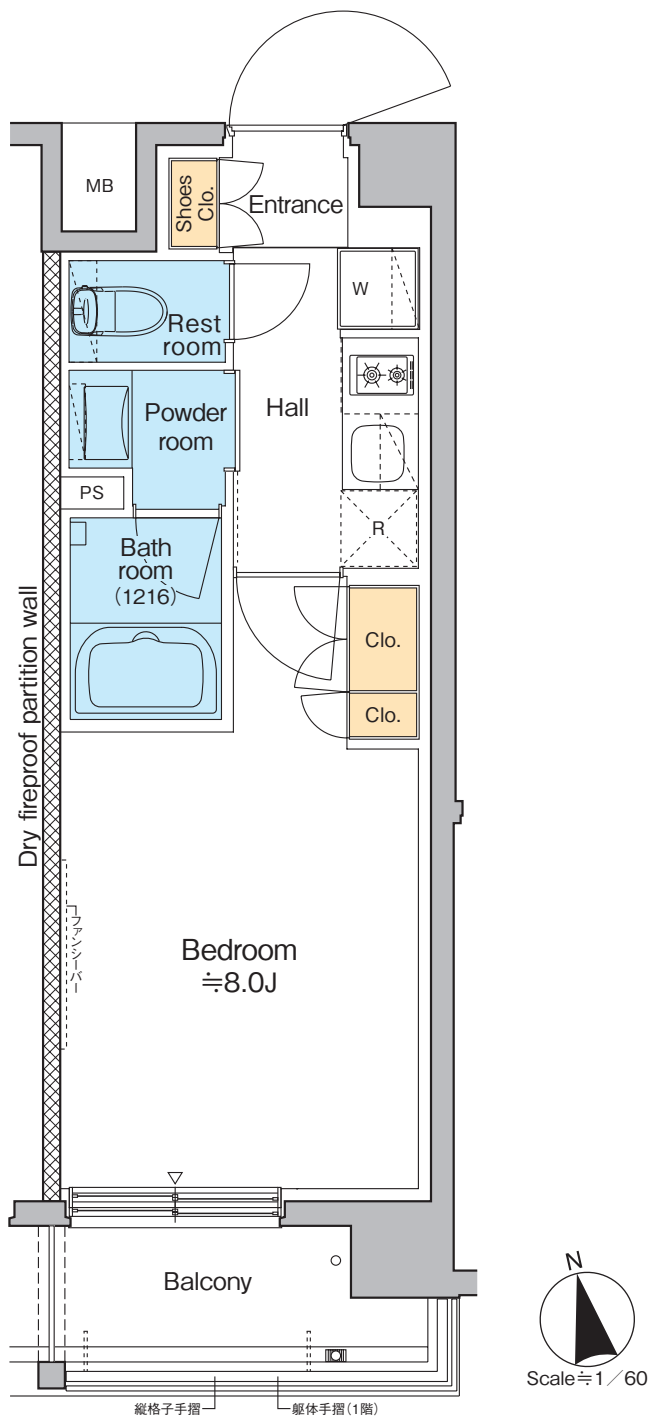 MB
Shoes
Clo.
Entrance
W
Rest
room
Hall
Powder
room
PS
R
Bath
room
(1216)
Clo.
Clo.
Dry fireproof partition wall
ファンシーバー
Bedroom
≒8.0J
Balcony
N
Scale≒1／60
縦格子手摺
躯体手摺(1階)